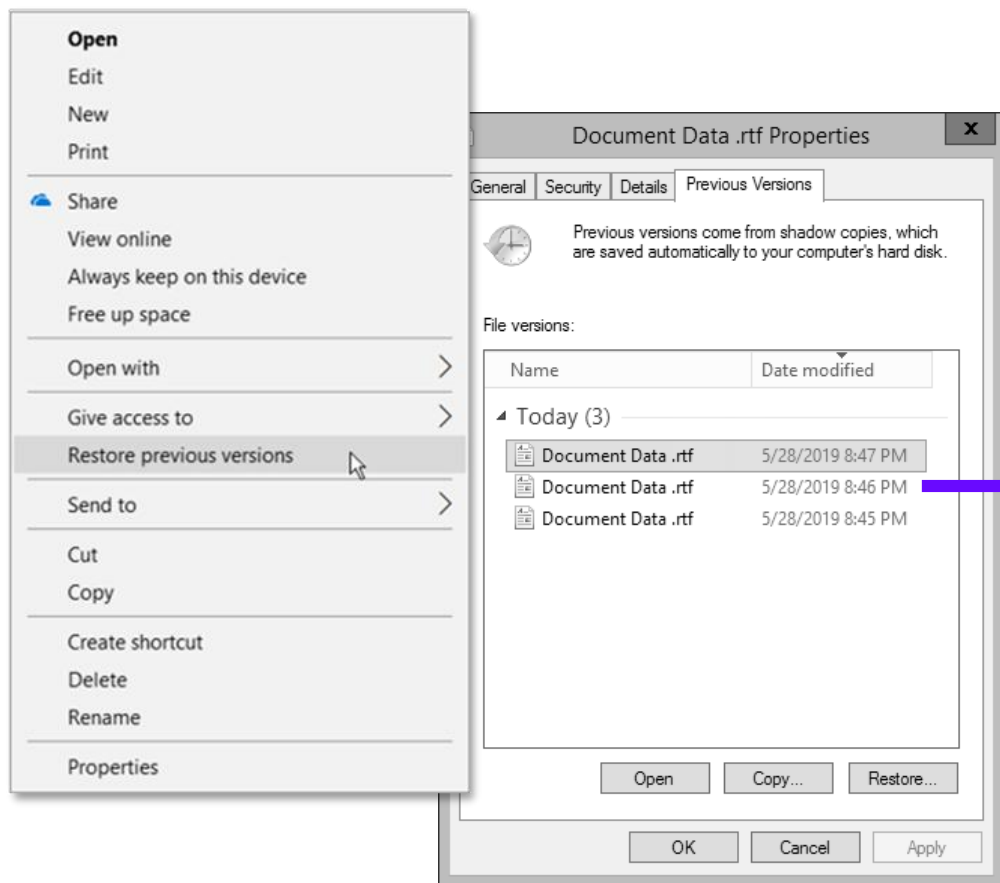 Open
Edit
New
Print
Share
View online
Always keep on this device
Free up space
Open with
Give access to
Restore previous versions
Send to
Cut
Copy
Create shortcut
Delete
Rename
Properties
Document Data .rtf Properties
x
General Security Details Previous Versions
Previous versions come from shadow copies, which
are saved automatically to your computer's hard disk.
File versions:
Name Date modified
Today (3)
Document Data .rtf 5/28/2019 8:47 PM
Document Data .rtf 5/28/2019 8:46 PM
Document Data .rtf 5/28/2019 8:45 PM
Open Copy... Restore...
OK Cancel Apply